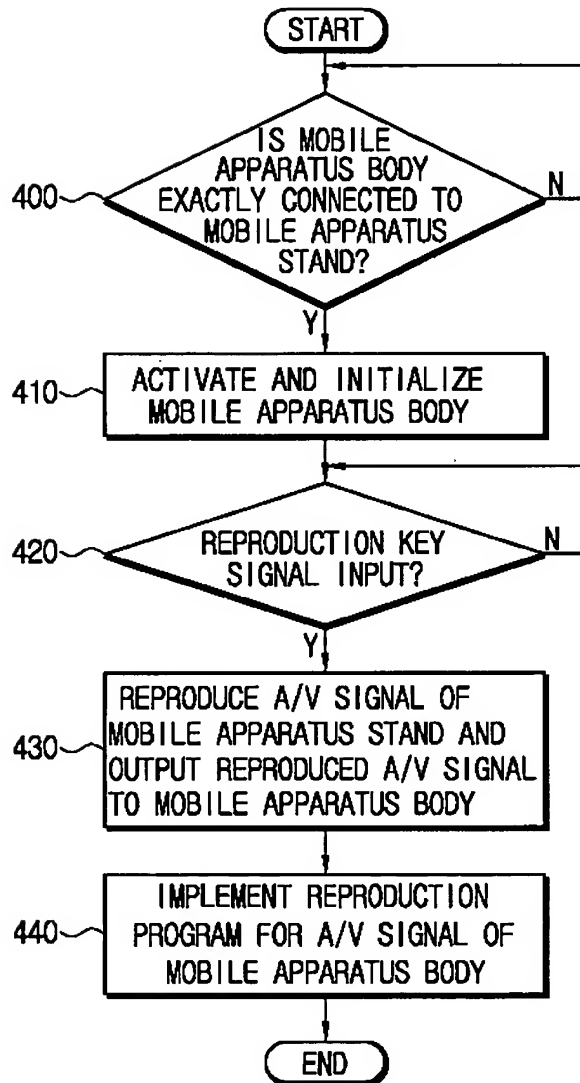 START
IS MOBILE
APPARATUS BODY
EXACTLY CONNECTED TO
MOBILE APPARATUS
STAND?
400
N
Y
410
ACTIVATE AND INITIALIZE
MOBILE APPARATUS BODY
420
REPRODUCTION KEY
SIGNAL INPUT?
N
Y
430
REPRODUCE A/V SIGNAL OF
MOBILE APPARATUS STAND AND
OUTPUT REPRODUCED A/V SIGNAL
TO MOBILE APPARATUS BODY
440
IMPLEMENT REPRODUCTION
PROGRAM FOR A/V SIGNAL OF
MOBILE APPARATUS BODY
END